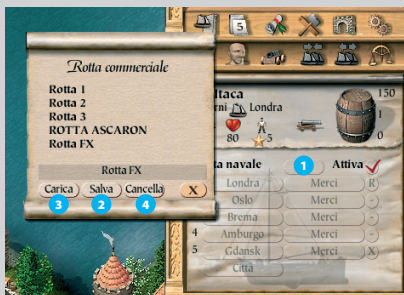 5
Rotta commerciale
Rotta 1
Rotta 2
Rotta 3
ROTTA ASCARON
Rotta FX
Rotta FX
Carica Salva Cancella X
3 2 4
ltaca 150
rni Londra 1
80 5 0
ta navale 1 Attiva
Londra Merci R
Oslo Merci -
Brema Merci -
4 Amburgo Merci -
5 Gdansk Merci X
Città